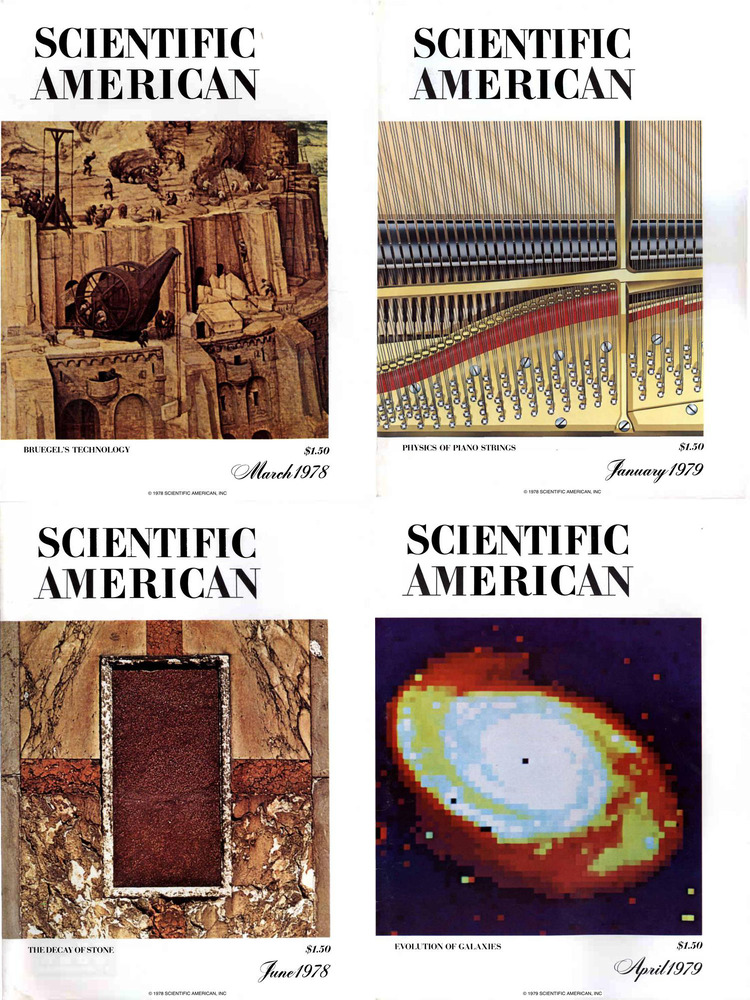 SCIENTIFIC
AMERICAN
BRUEGEL'S TECHNOLOGY
$1.50
March 1978
© 1978 SCIENTIFIC AMERICAN, INC
SCIENTIFIC
AMERICAN
PHYSICS OF PIANO STRINGS
$1.50
January 1979
© 1978 SCIENTIFIC AMERICAN, INC
SCIENTIFIC
AMERICAN
THE DECAY OF STONE
$1.50
June 1978
© 1978 SCIENTIFIC AMERICAN, INC
SCIENTIFIC
AMERICAN
EVOLUTION OF GALAXIES
$1.50
April 1979
© 1979 SCIENTIFIC AMERICAN, INC